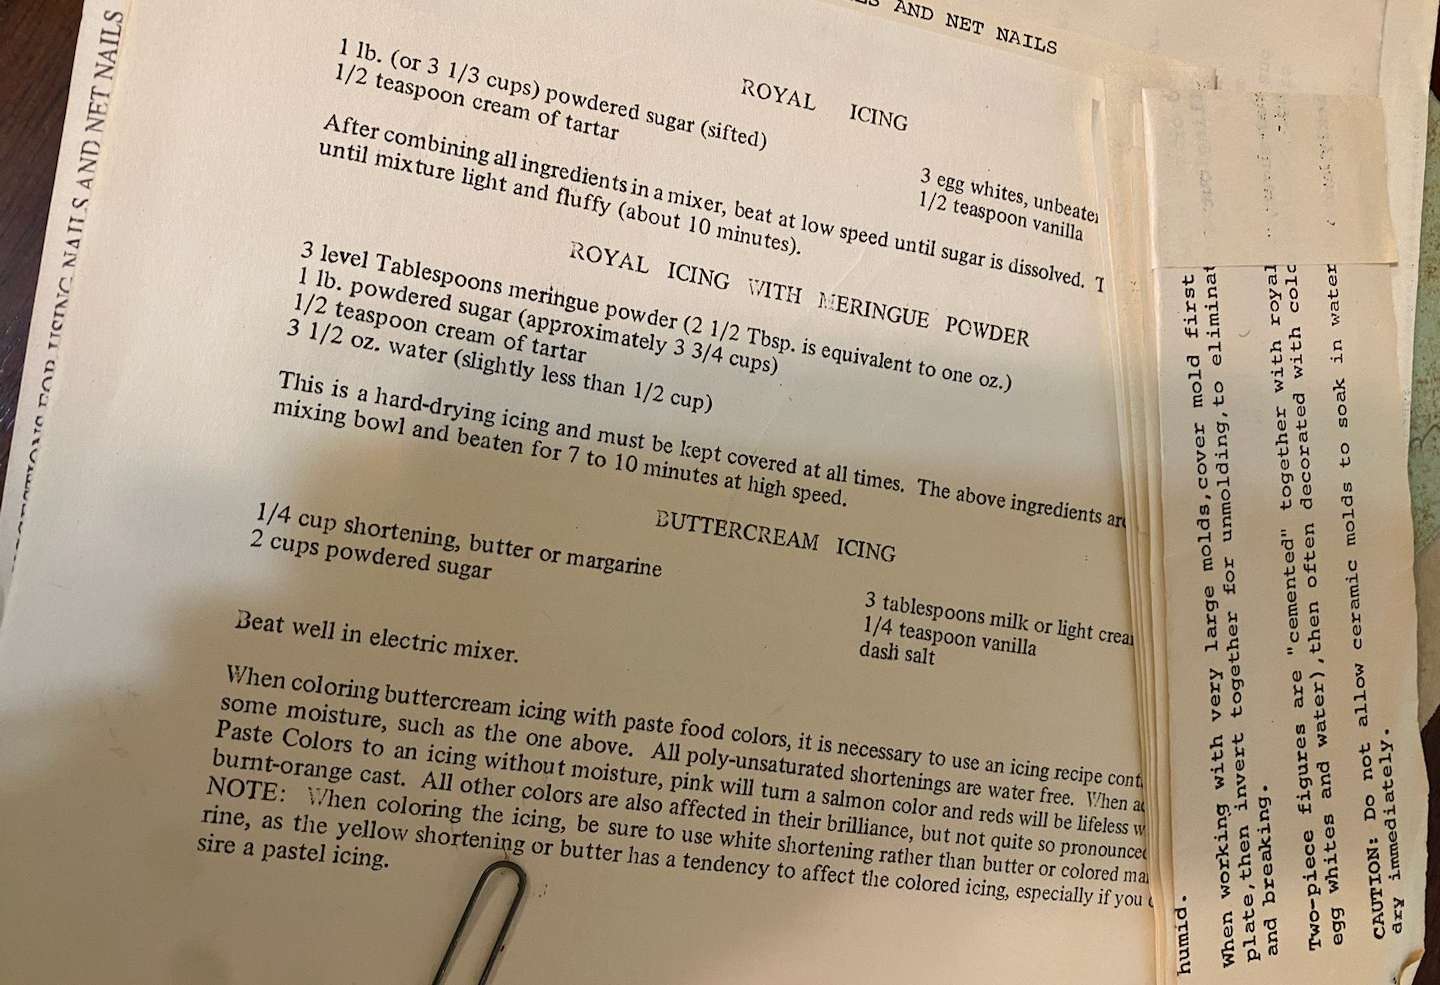 AND NET NAILS
NAILS AND NET NAILS
ROYAL ICING
1 lb. (or 3 1/3 cups) powdered sugar (sifted)
1/2 teaspoon cream of tartar
3 egg whites, unbeaten
1/2 teaspoon vanilla
After combining all ingredients in a mixer, beat at low speed until sugar is dissolved. T
until mixture light and fluffy (about 10 minutes).
ROYAL ICING WITH MERINGUE POWDER
3 level Tablespoons meringue powder (2 1/2 Tbsp. is equivalent to one oz.)
1 lb. powdered sugar (approximately 3 3/4 cups)
1/2 teaspoon cream of tartar
3 1/2 oz. water (slightly less than 1/2 cup)
This is a hard-drying icing and must be kept covered at all times. The above ingredients are
mixing bowl and beaten for 7 to 10 minutes at high speed.
BUTTERCREAM ICING
1/4 cup shortening, butter or margarine
2 cups powdered sugar
3 tablespoons milk or light crea
1/4 teaspoon vanilla
dash salt
Beat well in electric mixer.
When coloring buttercream icing with paste food colors, it is necessary to use an icing recipe cont
some moisture, such as the one above. All poly-unsaturated shortenings are water free. When ad
Paste Colors to an icing without moisture, pink will turn a salmon color and reds will be lifeless w
burnt-orange cast. All other colors are also affected in their brilliance, but not quite so pronounced
NOTE: When coloring the icing, be sure to use white shortening rather than butter or colored ma
rine, as the yellow shortening or butter has a tendency to affect the colored icing, especially if you
sire a pastel icing.
humid.
When working with very large molds,cover mold first
plate,then invert together for unmolding,to eliminat
and breaking.
Two-piece figures are "cemented" together with royal
egg whites and water),then often decorated with colo
CAUTION: Do not allow ceramic molds to soak in water
dry immediately.